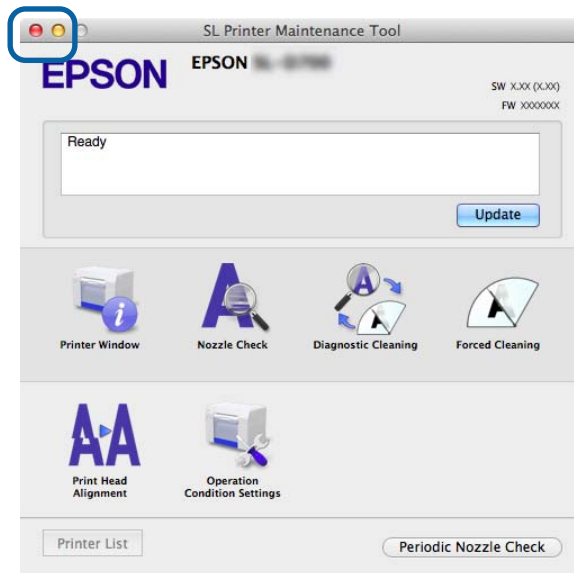 SL Printer Maintenance Tool
EPSON
EPSON
SW X.XX (X.XX)
FW XXXXXXX
Ready
Update
Printer Window
Nozzle Check
Diagnostic Cleaning
Forced Cleaning
Print Head
Alignment
Operation
Condition Settings
Printer List
Periodic Nozzle Check